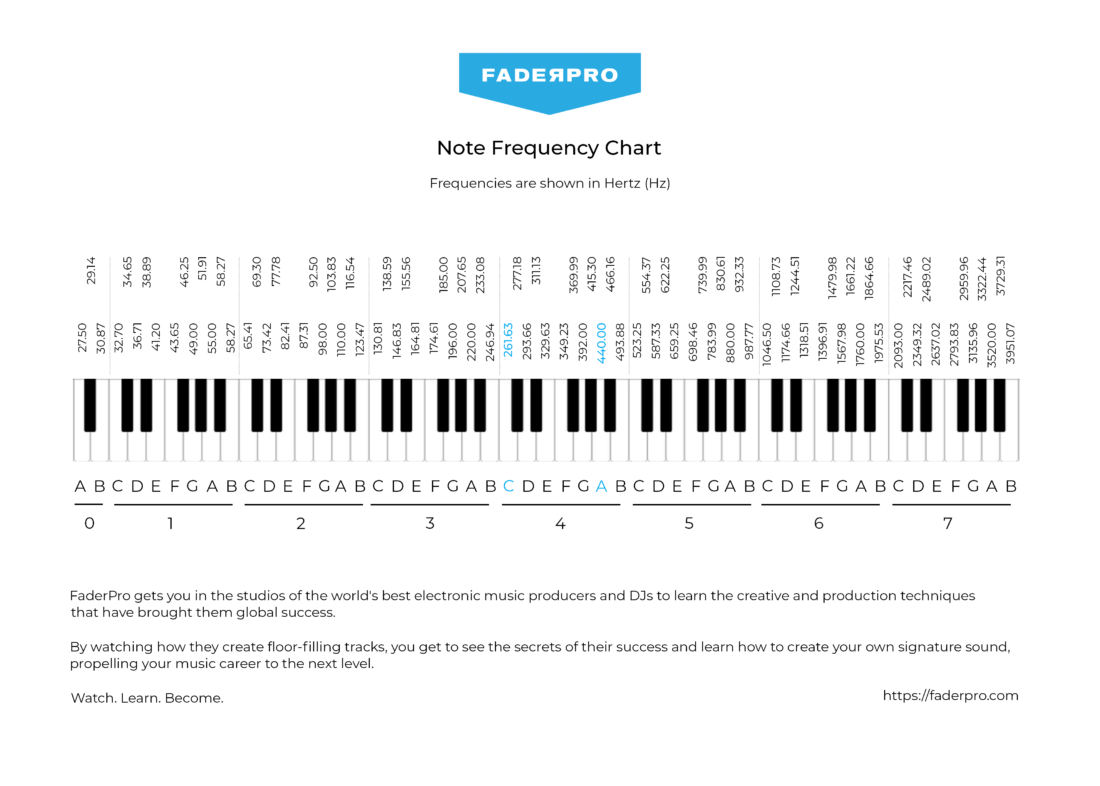 FADERPRO
Note Frequency Chart
Frequencies are shown in Hertz (Hz)
29.14 34.65 38.89 46.25 51.91 58.27 69.30 77.78 92.50 103.83 116.54 138.59 155.56 185.00 207.65 233.08 277.18 311.13 369.99 415.30 466.16 554.37 622.25 739.99 830.61 932.33 1108.73 1244.51 1479.98 1661.22 1864.66 2217.46 2489.02 2959.96 3322.44 3729.31
27.50 30.87 32.70 36.71 41.20 43.65 49.00 55.00 58.27 65.41 73.42 82.41 87.31 98.00 110.00 123.47 130.81 146.83 164.81 174.61 196.00 220.00 246.94 261.63 293.66 329.63 349.23 392.00 440.00 493.88 523.25 587.33 659.25 698.46 783.99 880.00 987.77 1046.50 1174.66 1318.51 1396.91 1567.98 1760.00 1975.53 2093.00 2349.32 2637.02 2793.83 3135.96 3520.00 3951.07
A B C D E F G A B C D E F G A B C D E F G A B C D E F G A B C D E F G A B C D E F G A B C D E F G A B
0 1 2 3 4 5 6 7
FaderPro gets you in the studios of the world's best electronic music producers and DJs to learn the creative and production techniques
that have brought them global success.
By watching how they create floor-filling tracks, you get to see the secrets of their success and learn how to create your own signature sound,
propelling your music career to the next level.
Watch. Learn. Become.
https://faderpro.com